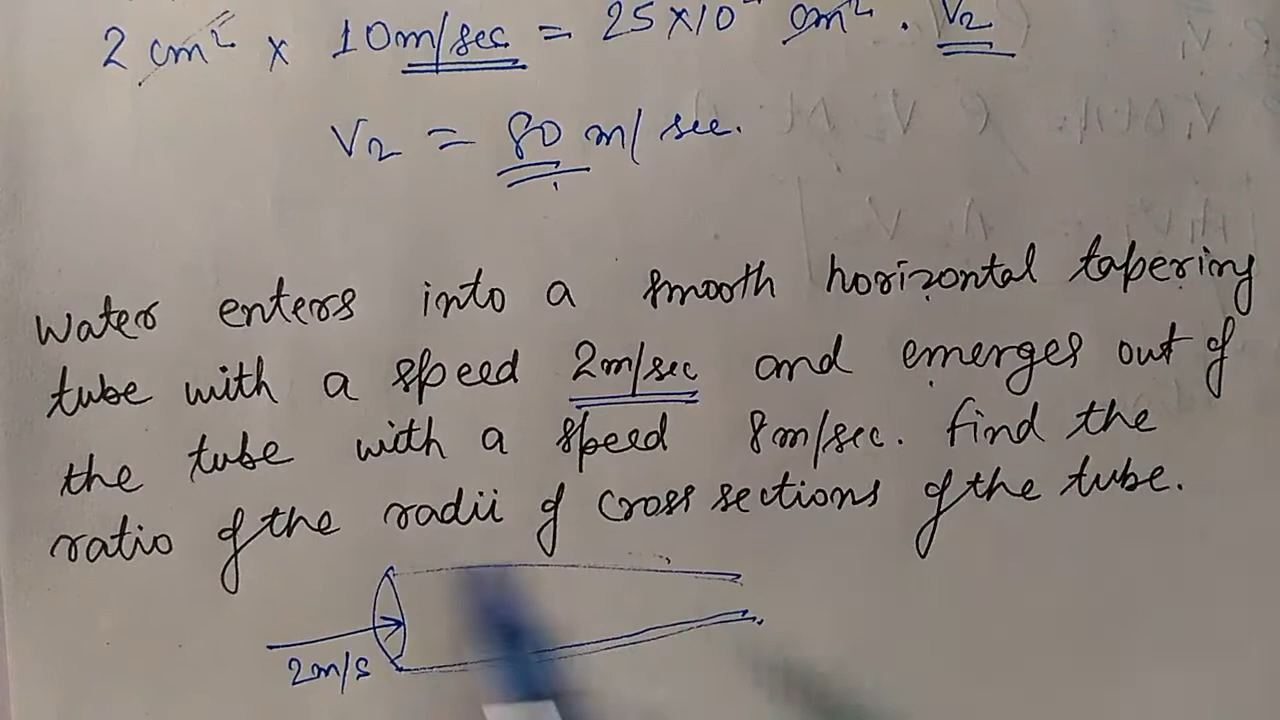 2 cm² × 10m/sec = 25×10 cm² . V₂
V₂ = 80 m/sec.
Water enters into a smooth horizontal tapering
tube with a speed 2m/sec and emerges out of
the tube with a speed 8m/sec. find the
ratio of the radii of cross sections of the tube.
2m/s